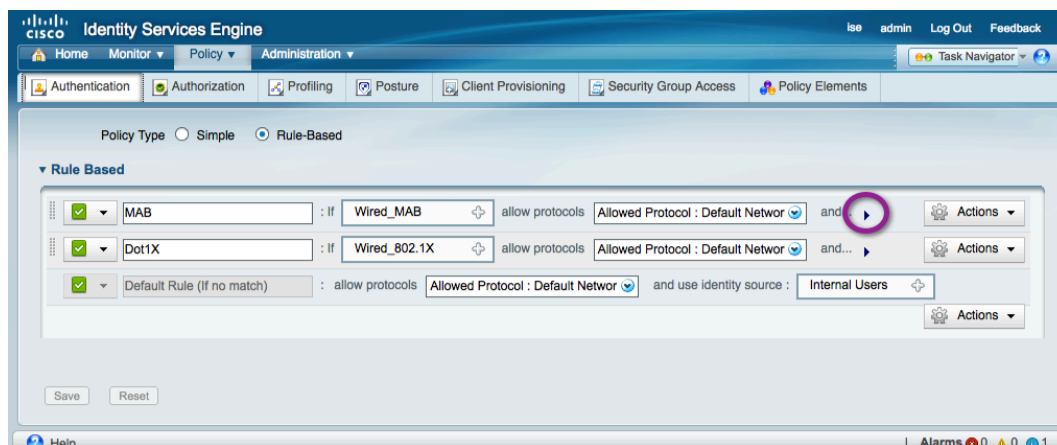 CISCO Identity Services Engine ise admin Log Out Feedback
Home Monitor Policy Administration Task Navigator
Authentication Authorization Profiling Posture Client Provisioning Security Group Access Policy Elements
Policy Type Simple Rule-Based
Rule Based
MAB : If Wired_MAB allow protocols Allowed Protocol : Default Networ and... Actions
Dot1X : If Wired_802.1X allow protocols Allowed Protocol : Default Networ and... Actions
Default Rule (If no match) : allow protocols Allowed Protocol : Default Networ and use identity source : Internal Users
Actions
Save Reset
Help Alarms 0 0 1